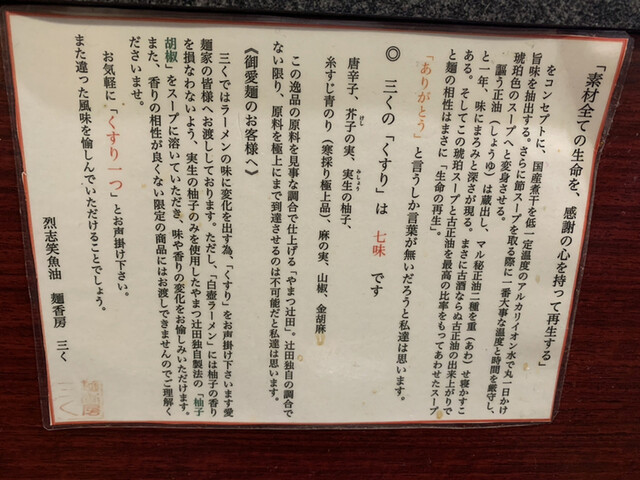 「素材全ての生命を、感謝の心を持って再生する」
をコンセプトに、国産煮干を低一定温度のアルカリイオン水で丸一日かけ
旨味を抽出する。さらに節スープを取る際に一番大事な温度と時間を厳守し、
琥珀色のスープへと変身させる。
謳う正油（しょうゆ）は蔵出し、マル秘正油二種を重（あわ）せ寝かすこ
と一年、味にまろみと深さが現る。まさに古酒ならぬ古正油の出来上がりで
ある。そしてこの琥珀スープと古正油を最高の比率をもってあわせたスープ
と麺の相性はまさに「生命の再生」。
「ありがとう」と言うしか言葉が無いだろうと私達は思います。
◎ 三くの「くすり」は 七味 です
唐辛子、芥子の実、実生の柚子、
けし
みしょう
糸すじ青のり（寒採り極上品）、麻の実、山椒、金胡麻
この逸品の原料を見事な調合で仕上げる「やまつ辻田」。辻田独自の調合で
ない限り、原料を極上にまで到達させるのは不可能だと私達は思います。
《御愛麺のお客様へ》
三くではラーメンの味に変化を出す為、「くすり」をお声掛け下さいます愛
麺家の皆様へお渡ししております。ただし、「白壺ラーメン」には柚子の香り
を損なわないよう、実生の柚子のみを使用したやまつ辻田独自製法の「柚子
胡椒」をスープに溶いていただき、味や香りの変化をお愉しみいただけます。
また、香りの相性が良くない限定の商品にはお渡しできませんのでご理解く
ださいませ。
お気軽に「くすり一つ」とお声掛け下さい。
また違った風味を愉しんでいただけることでしょう。
烈志笑魚油 麺香房 三く